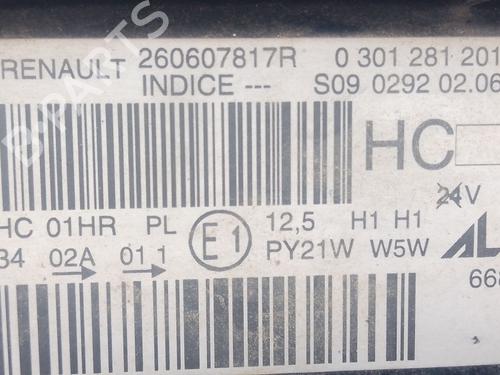 RENAULT 260607817R 0 301 281 201
INDICE --- S09 0292 02.06
HC
24V
HC 01HR PL E1 12,5 H1 H1
34 02A 01 1 PY21W W5W AL
668